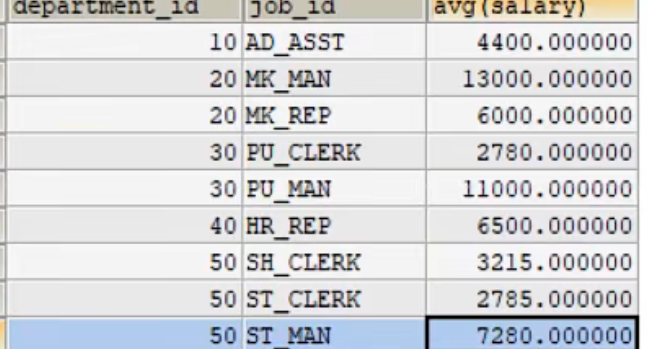 department_id job_id avg(salary)
10 AD_ASST 4400.000000
20 MK_MAN 13000.000000
20 MK_REP 6000.000000
30 PU_CLERK 2780.000000
30 PU_MAN 11000.000000
40 HR_REP 6500.000000
50 SH_CLERK 3215.000000
50 ST_CLERK 2785.000000
50 ST_MAN 7280.000000